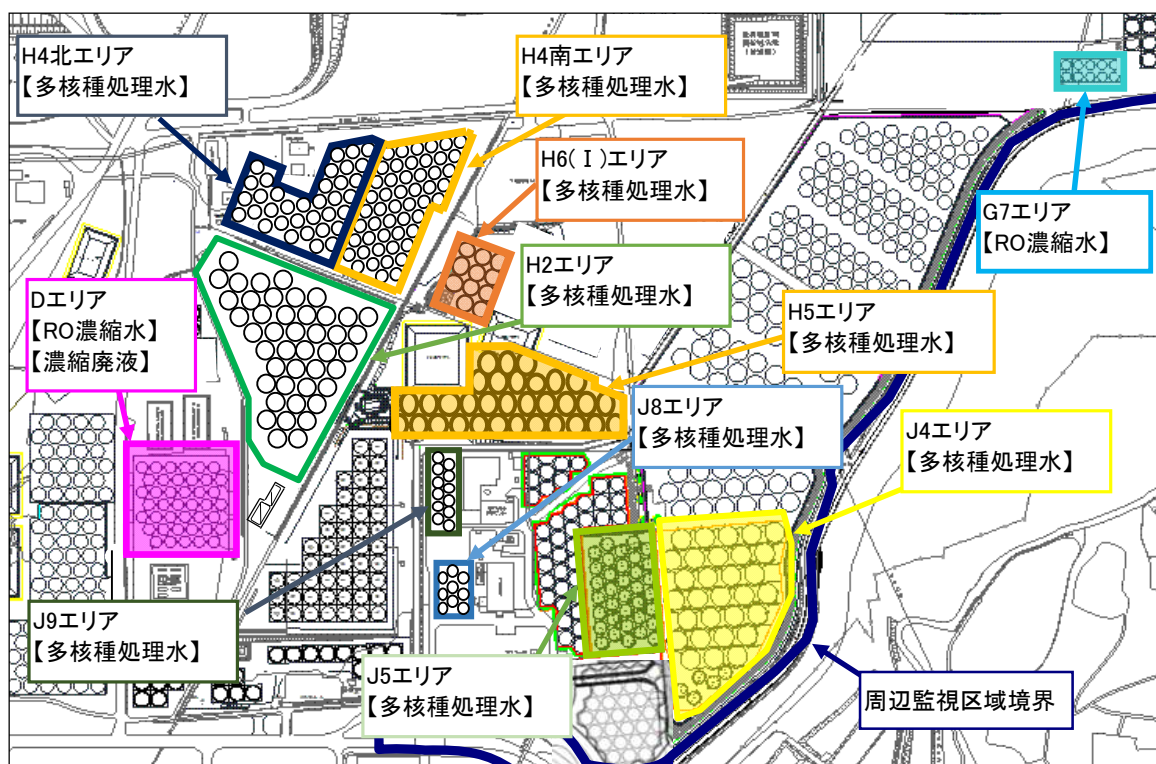 H4北エリア
【多核種処理水】
H4南エリア
【多核種処理水】
H6(Ⅰ)エリア
【多核種処理水】
G7エリア
【RO濃縮水】
H2エリア
【多核種処理水】
Dエリア
【RO濃縮水】
【濃縮廃液】
H5エリア
【多核種処理水】
J8エリア
【多核種処理水】
J4エリア
【多核種処理水】
J9エリア
【多核種処理水】
J5エリア
【多核種処理水】
周辺監視区域境界